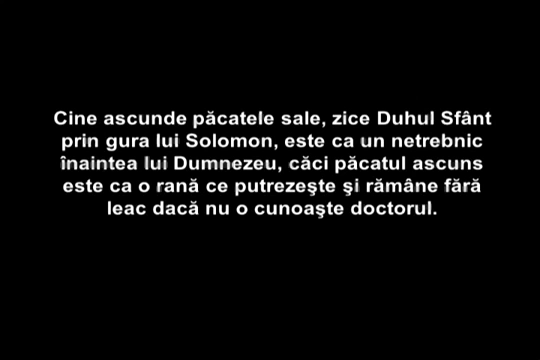 Cine ascunde păcatele sale, zice Duhul Sfânt
prin gura lui Solomon, este ca un netrebnic
înaintea lui Dumnezeu, căci păcatul ascuns
este ca o rană ce putrezeşte şi rămâne fără
leac dacă nu o cunoaşte doctorul.